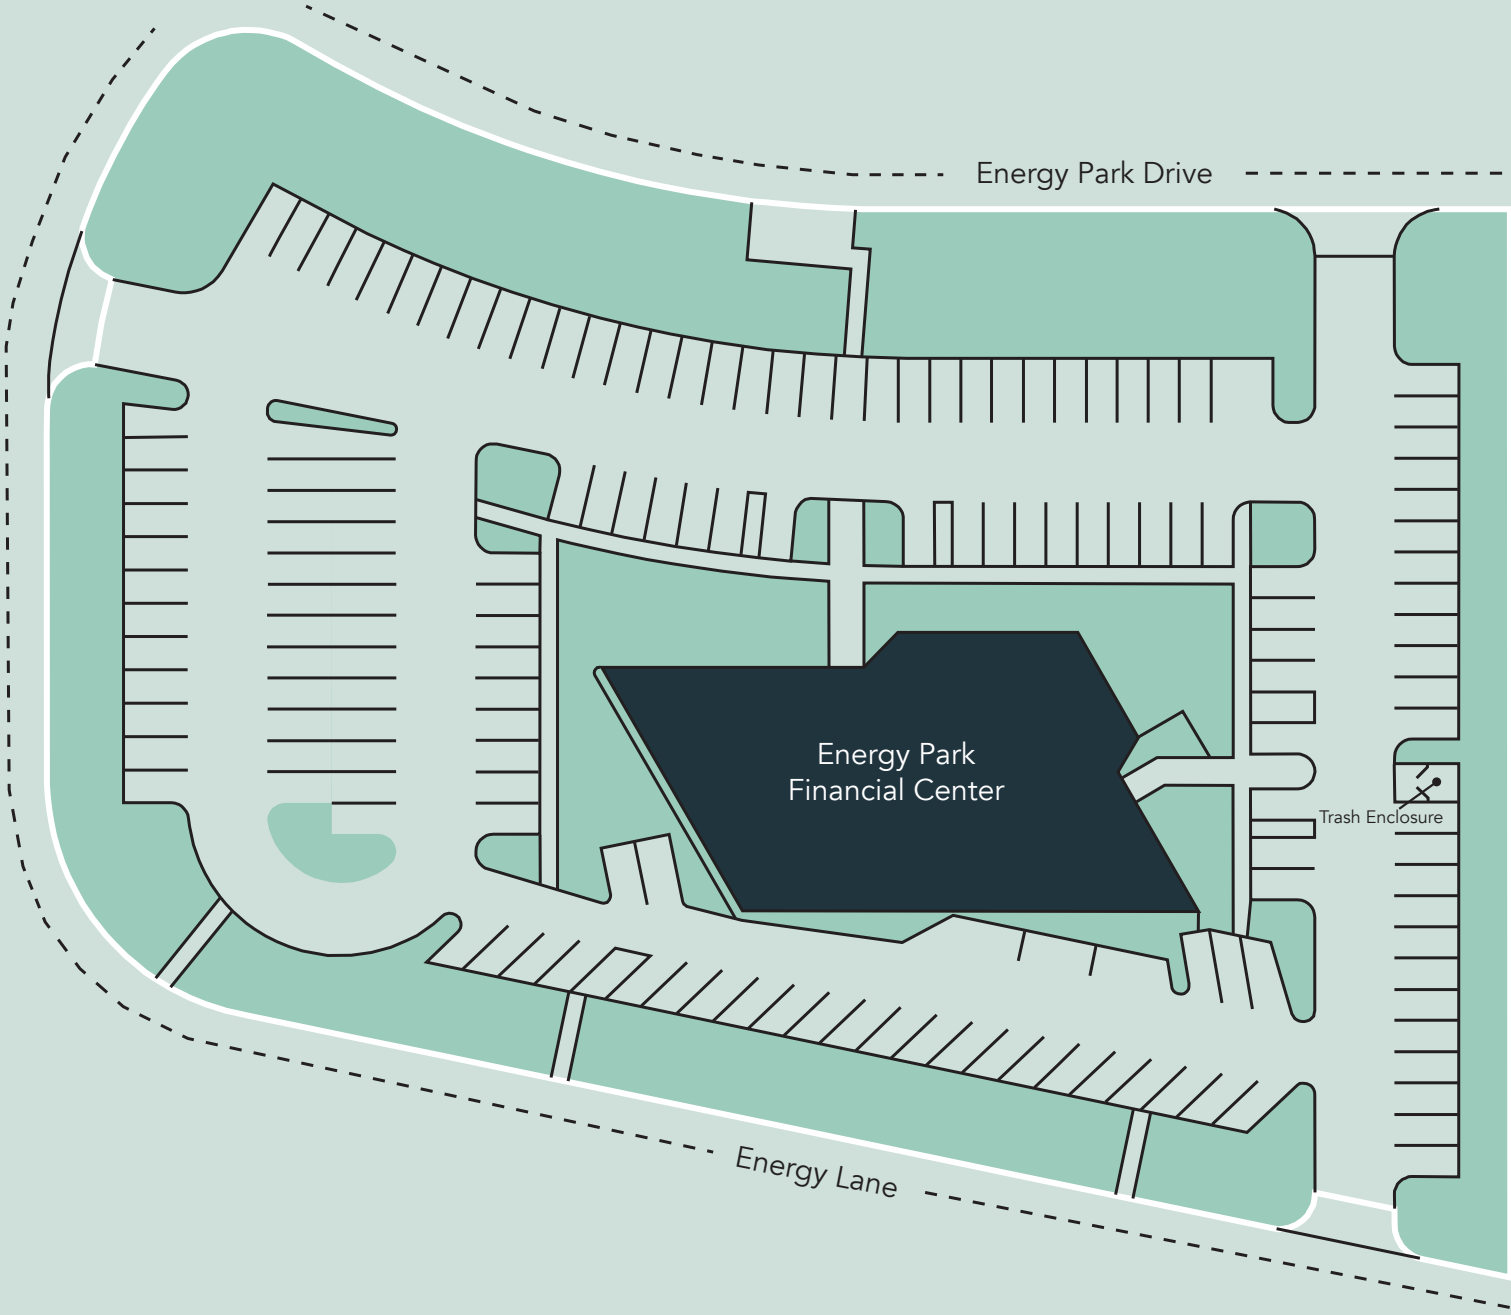 Energy Park Drive
Energy Park
Financial Center
Trash Enclosure
Energy Lane